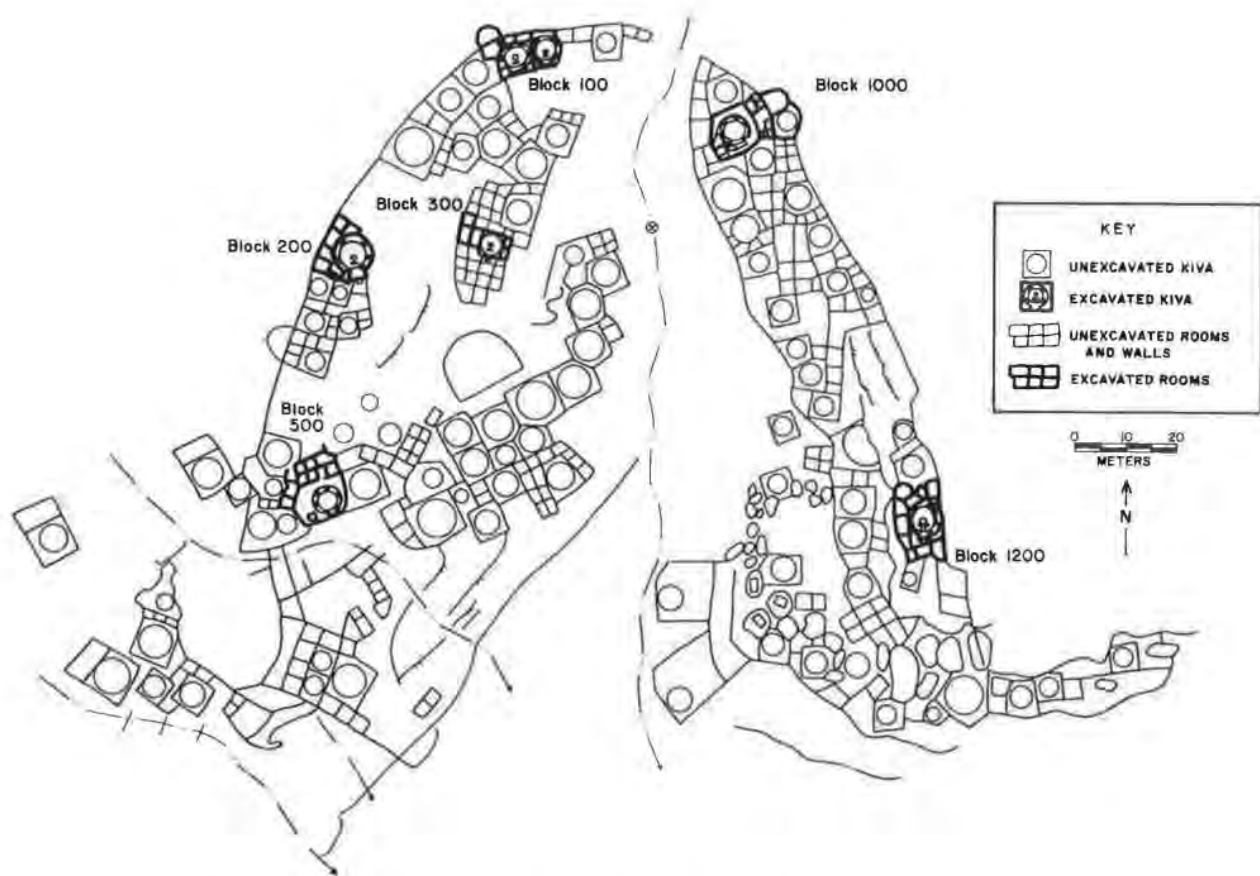 Block 100
Block 1000
Block 300
Block 200
Block
500
Block 1200
KEY
UNEXCAVATED KIVA
EXCAVATED KIVA
UNEXCAVATED ROOMS
AND WALLS
EXCAVATED ROOMS
0 10 20
METERS
N